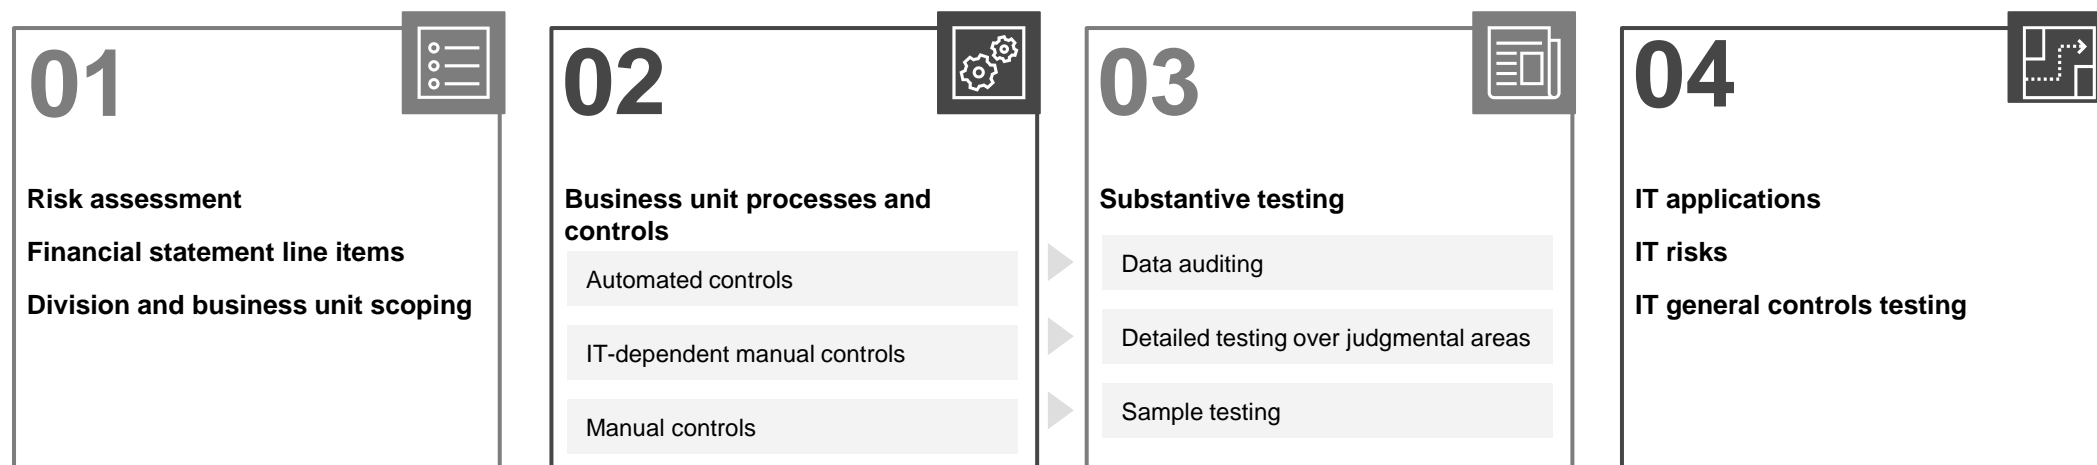 01
Risk assessment
Financial statement line items
Division and business unit scoping
02
Business unit processes and
controls
Automated controls
IT-dependent manual controls
Manual controls
03
Substantive testing
Data auditing
Detailed testing over judgmental areas
Sample testing
04
IT applications
IT risks
IT general controls testing